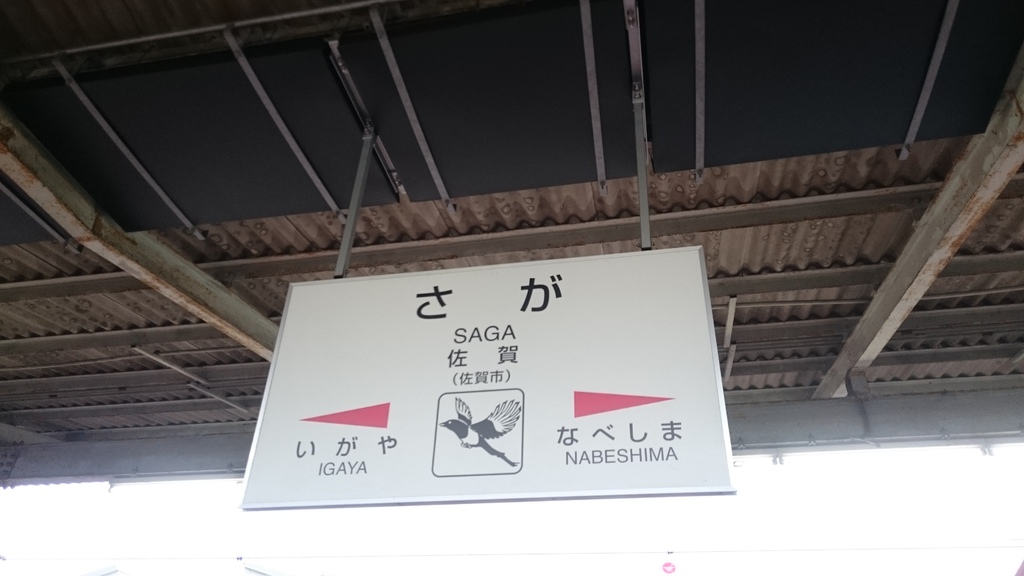 さ が
SAGA
佐 賀
（佐賀市）
い が や
IGAYA
な べ し ま
NABESHIMA